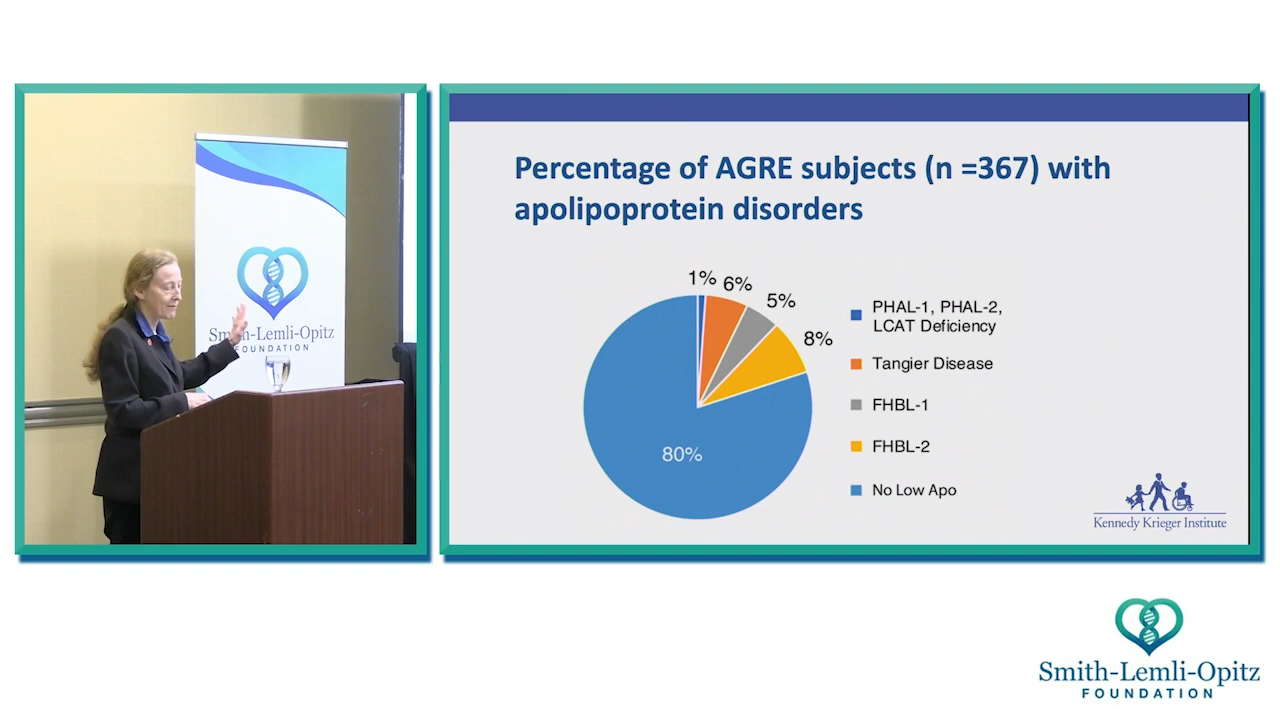 Smith-Lemli-Opitz
FOUNDATION
Percentage of AGRE subjects (n =367) with
apolipoprotein disorders
1%
6%
5%
8%
80%
PHAL-1, PHAL-2,
LCAT Deficiency
Tangier Disease
FHBL-1
FHBL-2
No Low Apo
Kennedy Krieger Institute
Smith-Lemli-Opitz
FOUNDATION